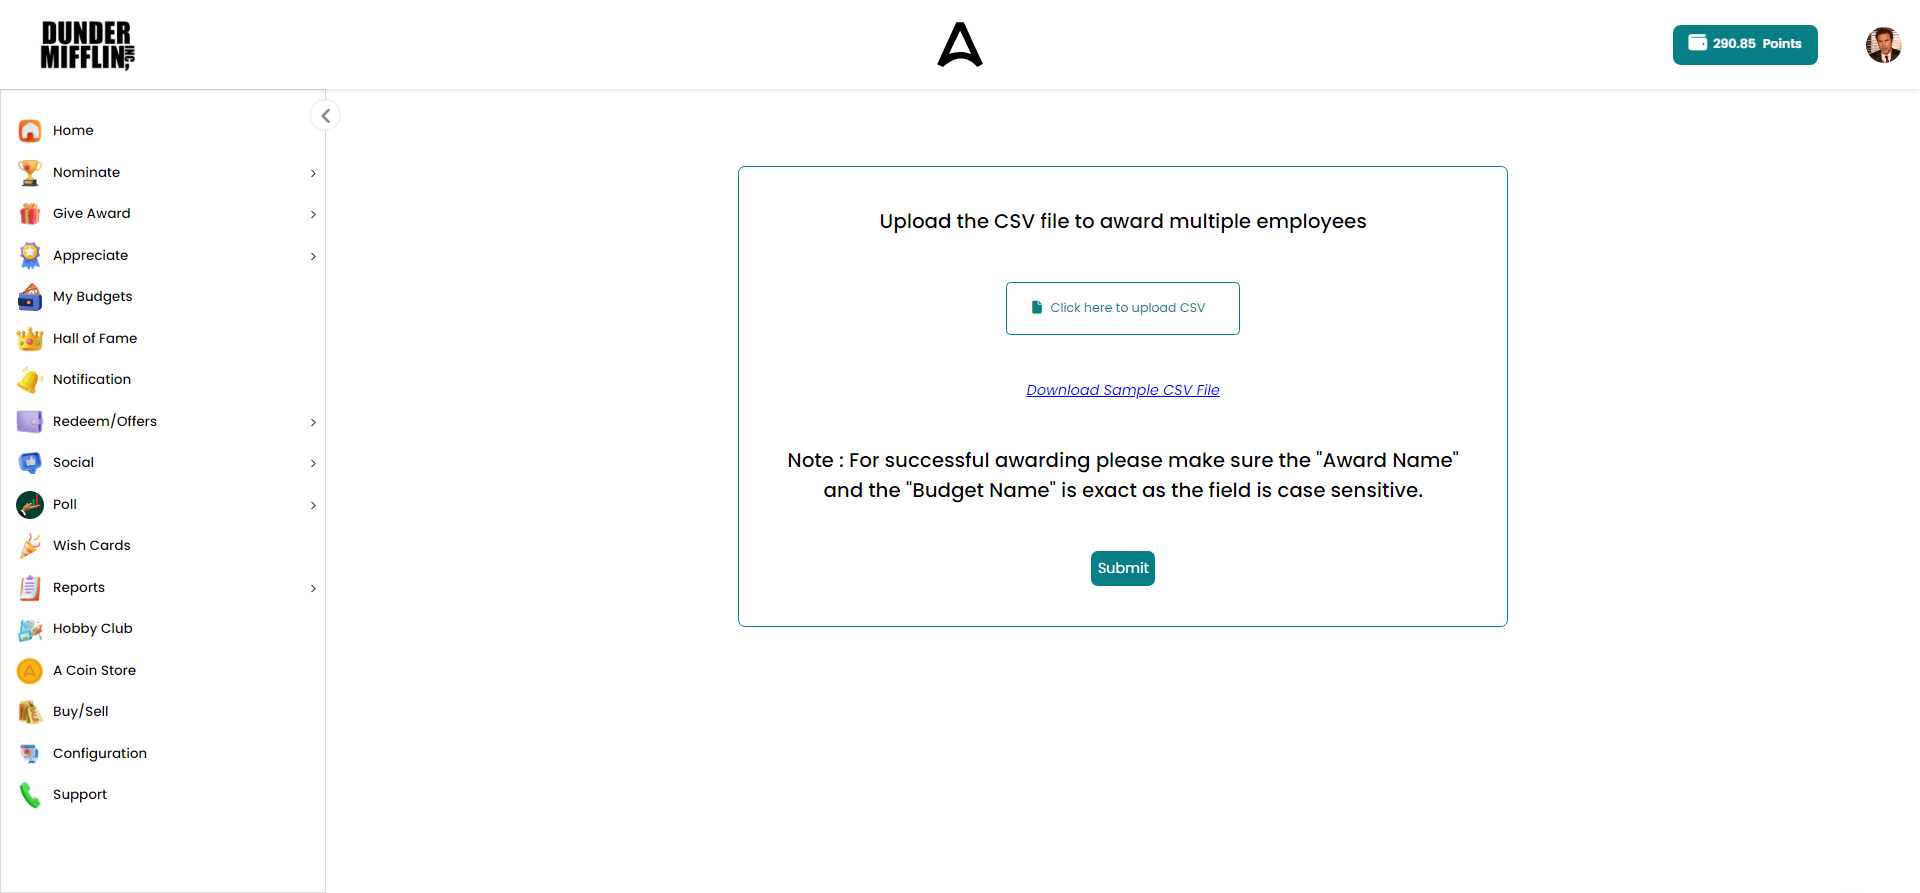 DUNDER
MIFFLIN INC,
290.85 Points
Home
Nominate
Give Award
Appreciate
My Budgets
Hall of Fame
Notification
Redeem/Offers
Social
Poll
Wish Cards
Reports
Hobby Club
A Coin Store
Buy/Sell
Configuration
Support
Upload the CSV file to award multiple employees
Click here to upload CSV
Download Sample CSV File
Note : For successful awarding please make sure the "Award Name"
and the "Budget Name" is exact as the field is case sensitive.
Submit